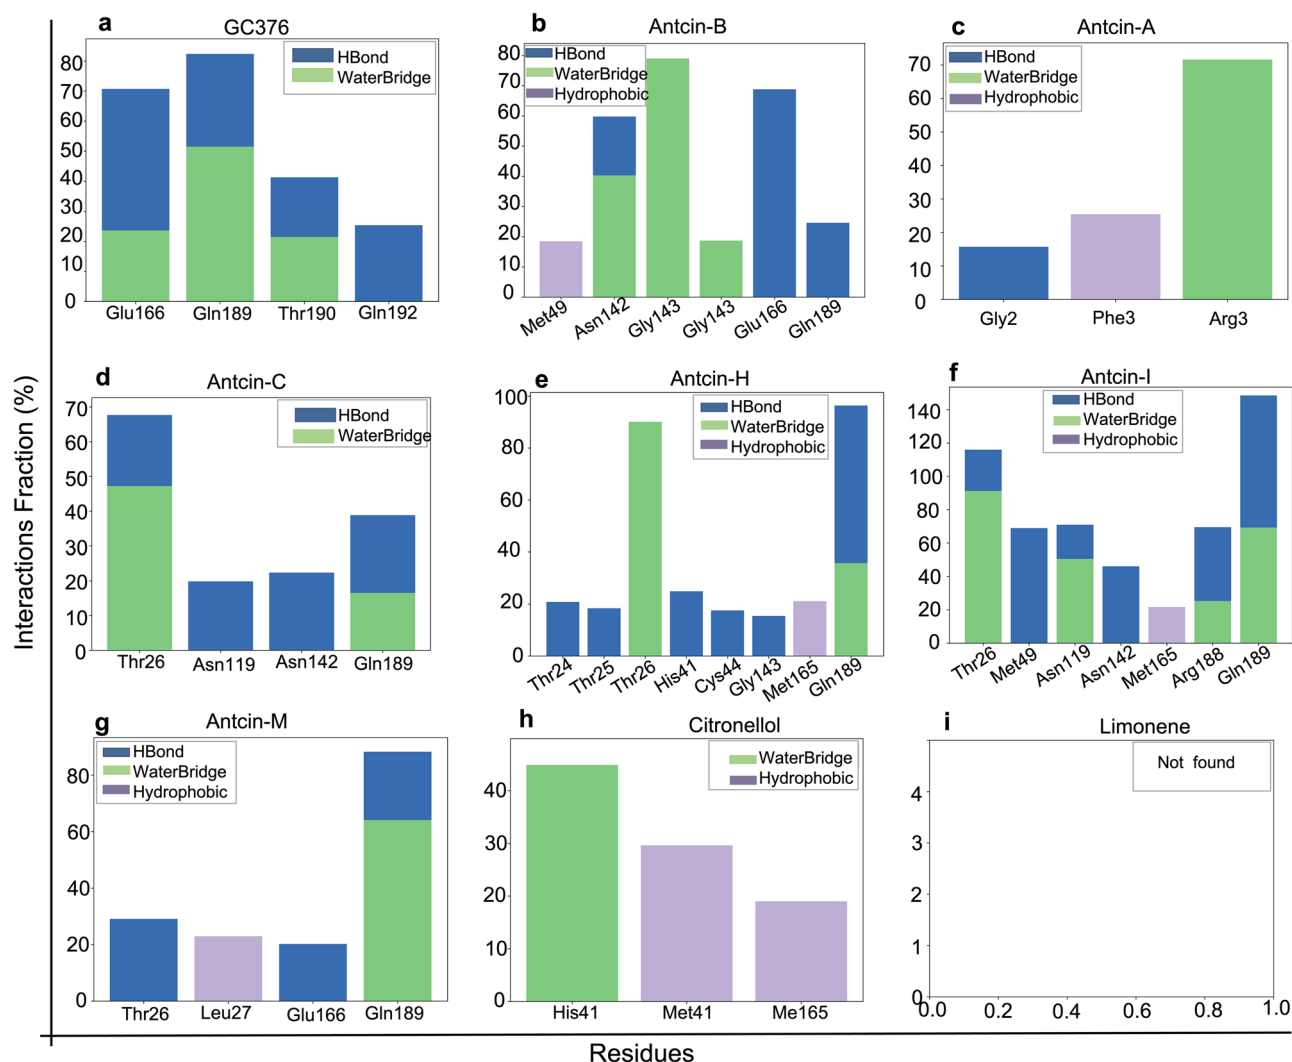 a
GC376
HBond
WaterBridge
80
70
60
50
40
30
20
10
0
Glu166
Gln189
Thr190
Gln192
b
Antcin-B
HBond
WaterBridge
Hydrophobic
80
70
60
50
40
30
20
10
0
Met49
Asn142
Gly143
Gly143
Glu166
Gln189
c
Antcin-A
HBond
WaterBridge
Hydrophobic
70
60
50
40
30
20
10
0
Gly2
Phe3
Arg3
d
Antcin-C
HBond
WaterBridge
70
60
50
40
30
20
10
0
Thr26
Asn119
Asn142
Gln189
e
Antcin-H
HBond
WaterBridge
Hydrophobic
100
80
60
40
20
0
Thr24
Thr25
Thr26
His41
Cys44
Gly143
Met165
Gln189
f
Antcin-I
HBond
WaterBridge
Hydrophobic
140
120
100
80
60
40
20
0
Thr26
Met49
Asn119
Asn142
Met165
Arg188
Gln189
g
Antcin-M
HBond
WaterBridge
Hydrophobic
80
60
40
20
0
Thr26
Leu27
Glu166
Gln189
h
Citronellol
WaterBridge
Hydrophobic
40
30
20
10
0
His41
Met41
Me165
i
Limonene
Not found
4
3
2
1
0
0.0
0.2
0.4
0.6
0.8
1.0
Interactions Fraction (%)
Residues